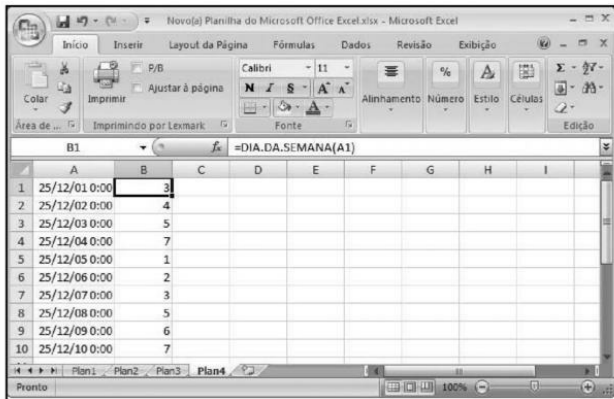 Novo(a) Planilha do Microsoft Office Excel.xlsx - Microsoft Excel
Início Inserir Layout da Página Fórmulas Dados Revisão Exibição
Colar
Imprimir
P/B
Ajustar à página
Calibri 11
N I S A A
A
Alinhamento
%
Número
Estilo
Células
Σ
Área de ... Imprimindo por Lexmark Fonte Edição
B1 fx =DIA.DA.SEMANA(A1)
A B C D E F G H I
1 25/12/01 0:00 3
2 25/12/02 0:00 4
3 25/12/03 0:00 5
4 25/12/04 0:00 7
5 25/12/05 0:00 1
6 25/12/06 0:00 2
7 25/12/07 0:00 3
8 25/12/08 0:00 5
9 25/12/09 0:00 6
10 25/12/10 0:00 7
Plan1 Plan2 Plan3 Plan4
Pronto 100%